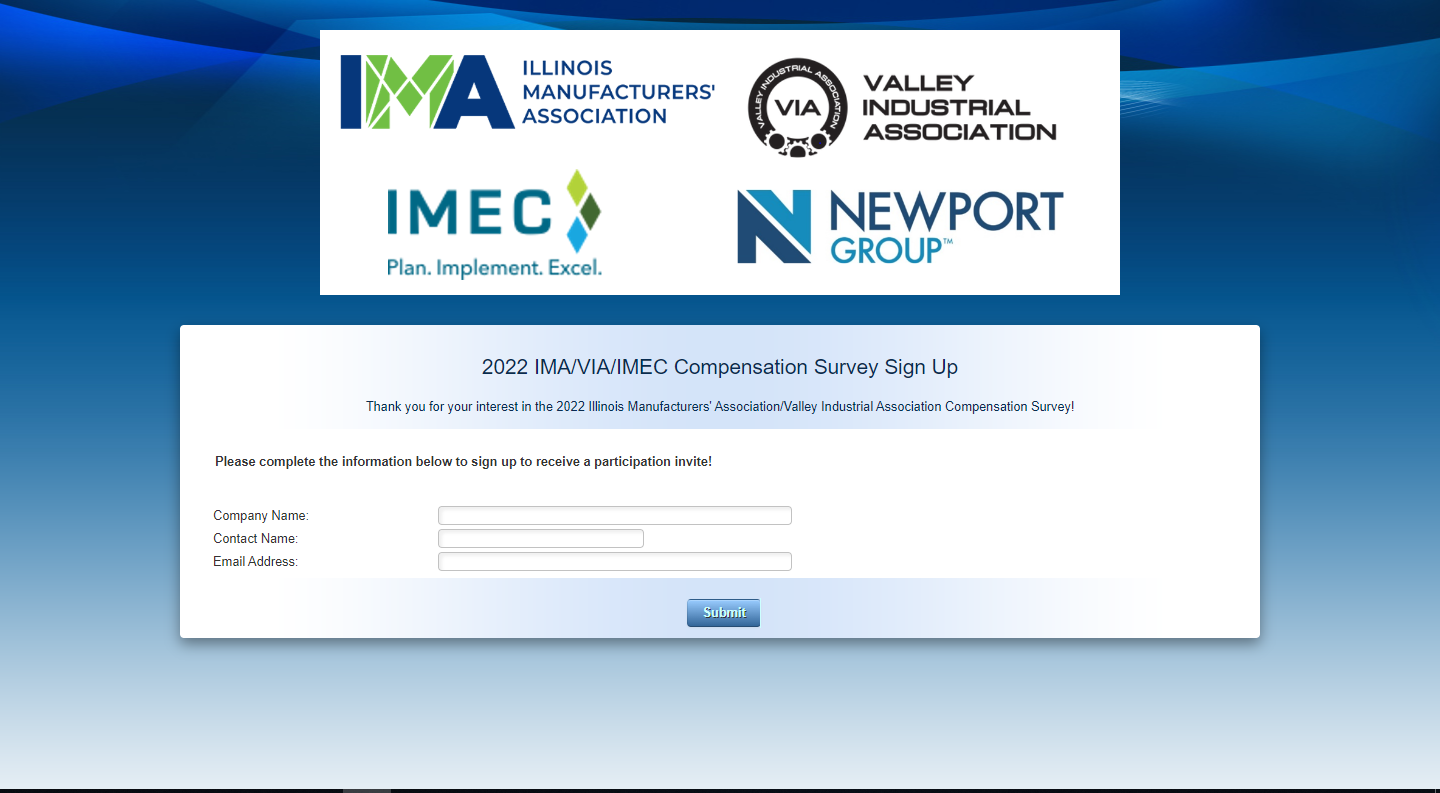 IMA
ILLINOIS
MANUFACTURERS'
ASSOCIATION
VALLEY INDUSTRIAL ASSOCIATION
VIA
VALLEY
INDUSTRIAL
ASSOCIATION
IMEC
Plan. Implement. Excel.
N
NEWPORT
GROUP™
2022 IMA/VIA/IMEC Compensation Survey Sign Up
Thank you for your interest in the 2022 Illinois Manufacturers' Association/Valley Industrial Association Compensation Survey!
Please complete the information below to sign up to receive a participation invite!
Company Name:
Contact Name:
Email Address:
Submit